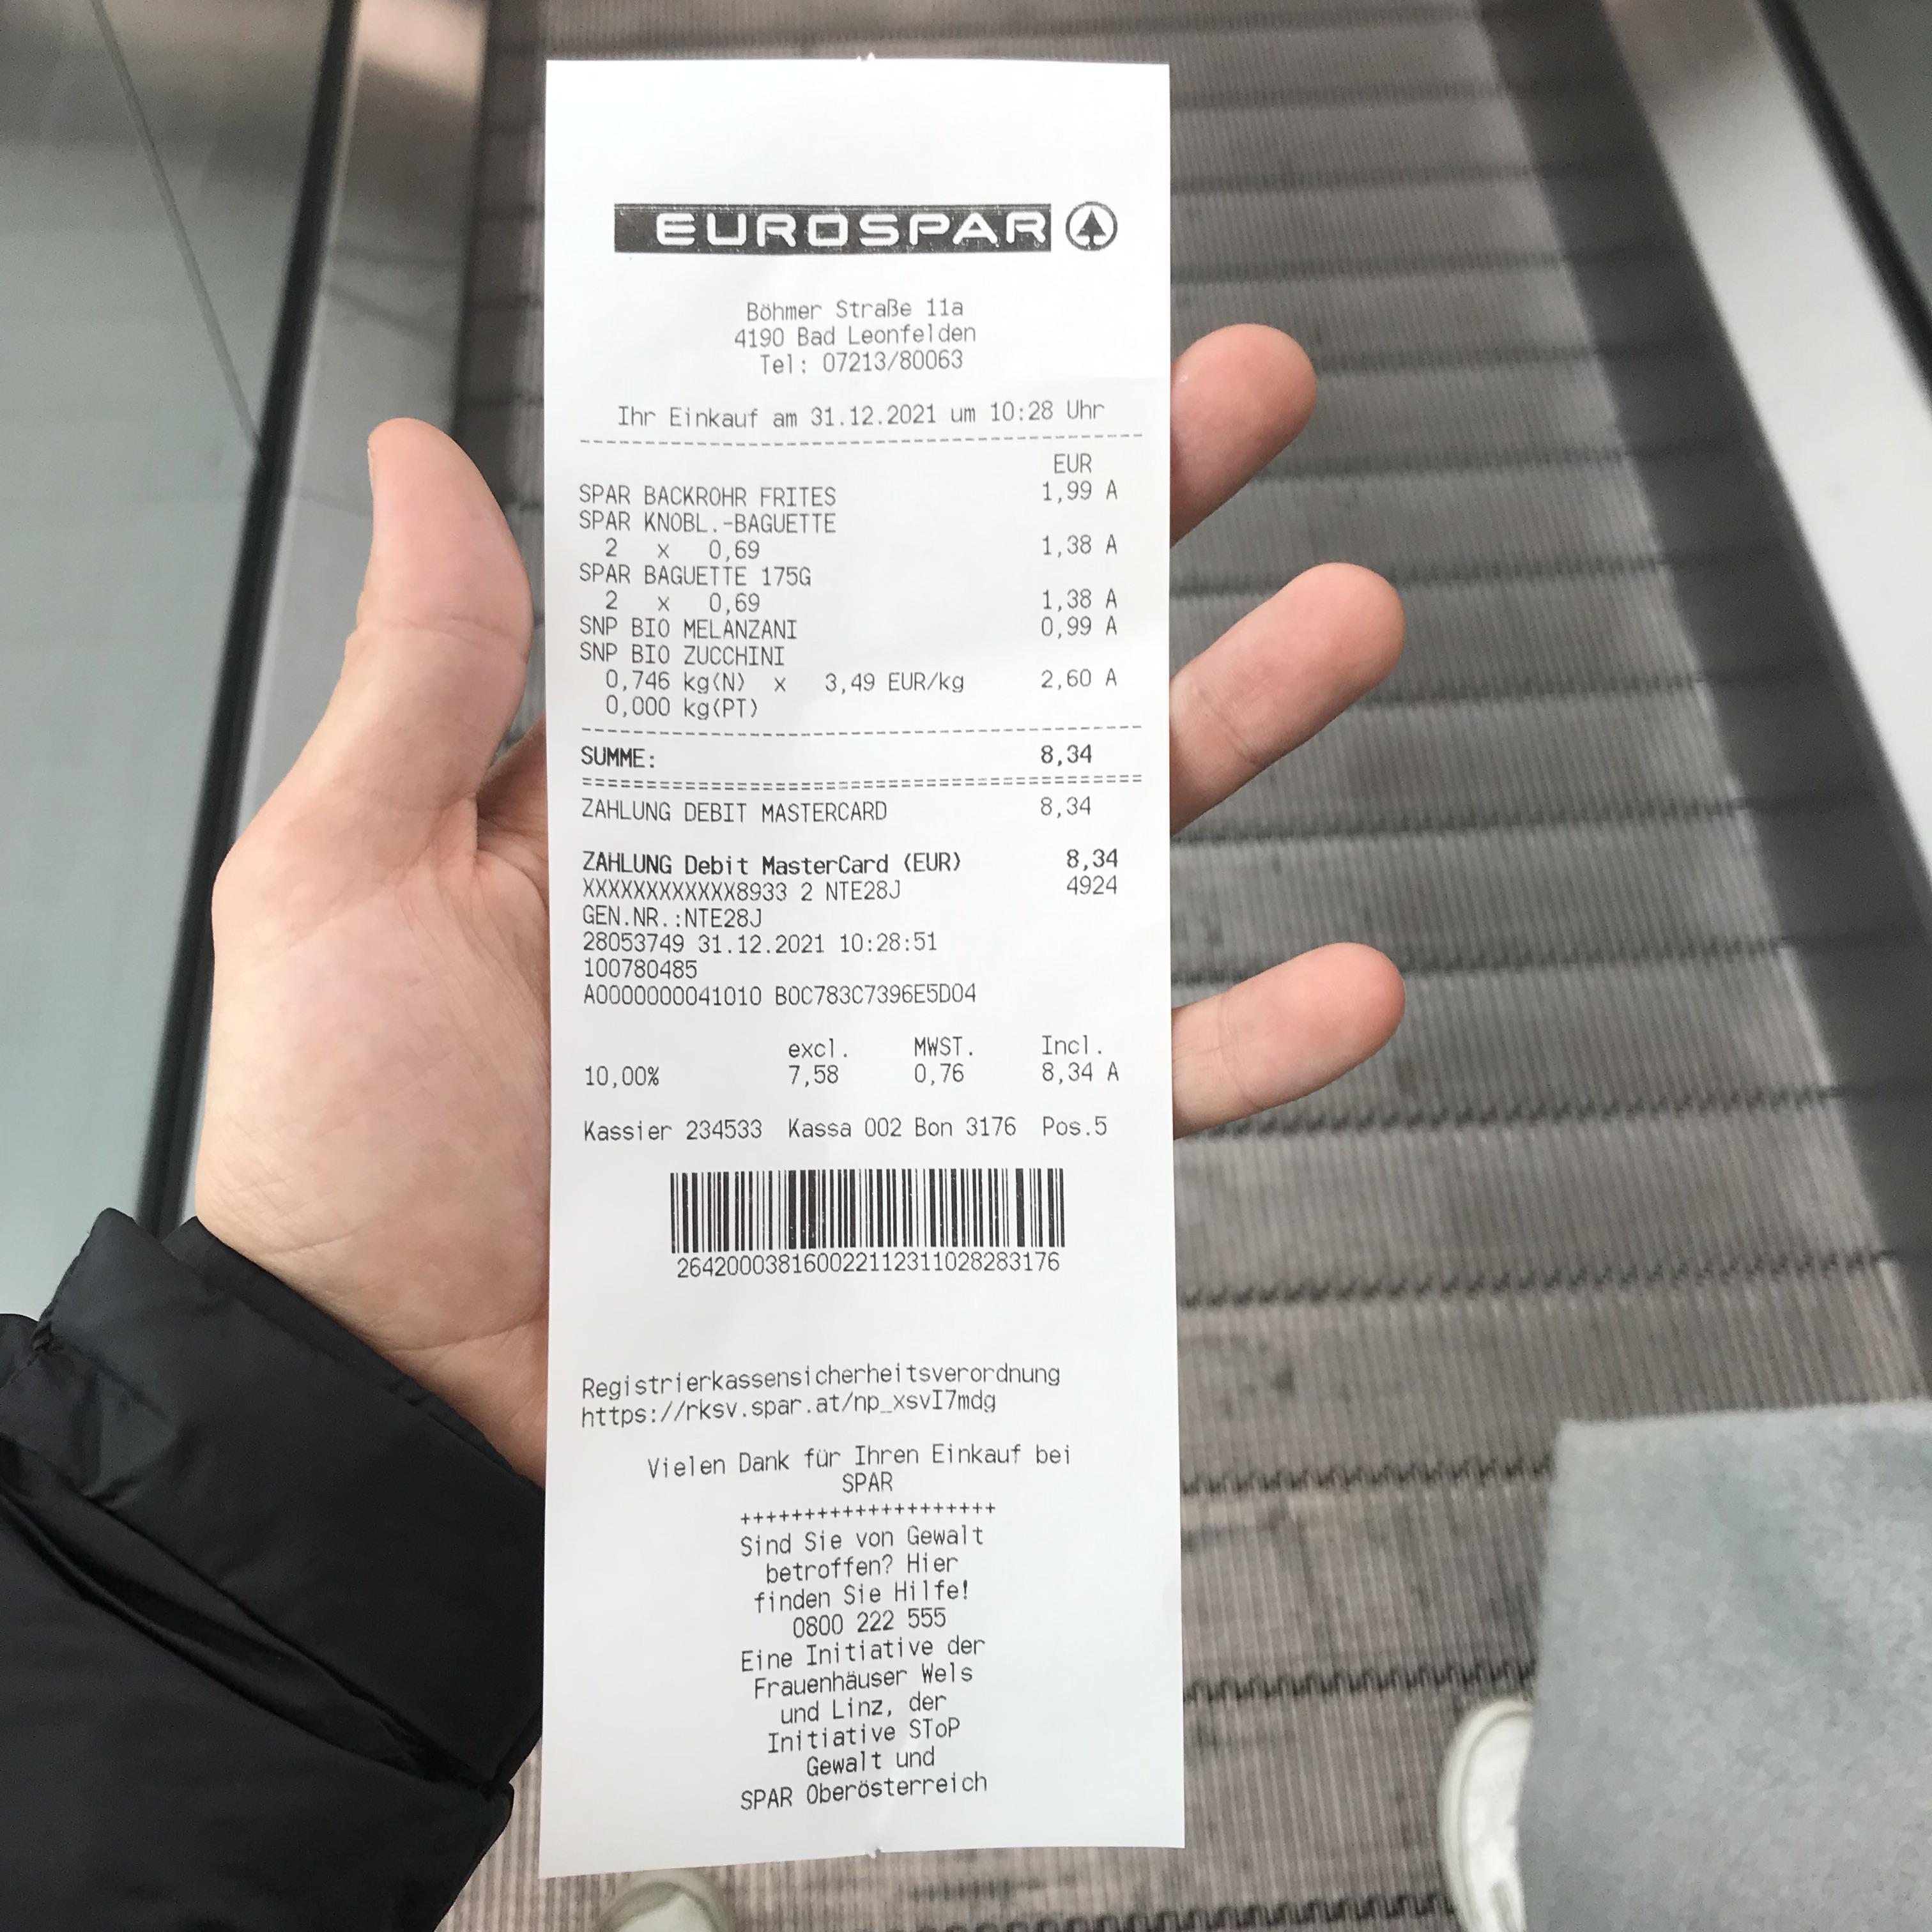 EUROSPAR
Böhmer Straße 11a
4190 Bad Leonfelden
Tel: 07213/80063
Ihr Einkauf am 31.12.2021 um 10:28 Uhr
EUR
SPAR BACKROHR FRITES 1,99 A
SPAR KNOBL.-BAGUETTE
2 x 0,69 1,38 A
SPAR BAGUETTE 175G
2 x 0,69 1,38 A
SNP BIO MELANZANI 0,99 A
SNP BIO ZUCCHINI
0,746 kg(N) x 3,49 EUR/kg 2,60 A
0,000 kg(PT)
SUMME: 8,34
ZAHLUNG DEBIT MASTERCARD 8,34
ZAHLUNG Debit MasterCard (EUR) 8,34
XXXXXXXXXXXX8933 2 NTE28J 4924
GEN.NR.:NTE28J
28053749 31.12.2021 10:28:51
100780485
A0000000041010 B0C783C7396E5D04
excl. MWST. Incl.
10,00% 7,58 0,76 8,34 A
Kassier 234533 Kassa 002 Bon 3176 Pos.5
264200038160022112311028283176
Registrierkassensicherheitsverordnung
https://rksv.spar.at/np_xsvI7mdg
Vielen Dank für Ihren Einkauf bei
SPAR
++++++++++++++++++++
Sind Sie von Gewalt
betroffen? Hier
finden Sie Hilfe!
0800 222 555
Eine Initiative der
Frauenhäuser Wels
und Linz, der
Initiative SToP
Gewalt und
SPAR Oberösterreich